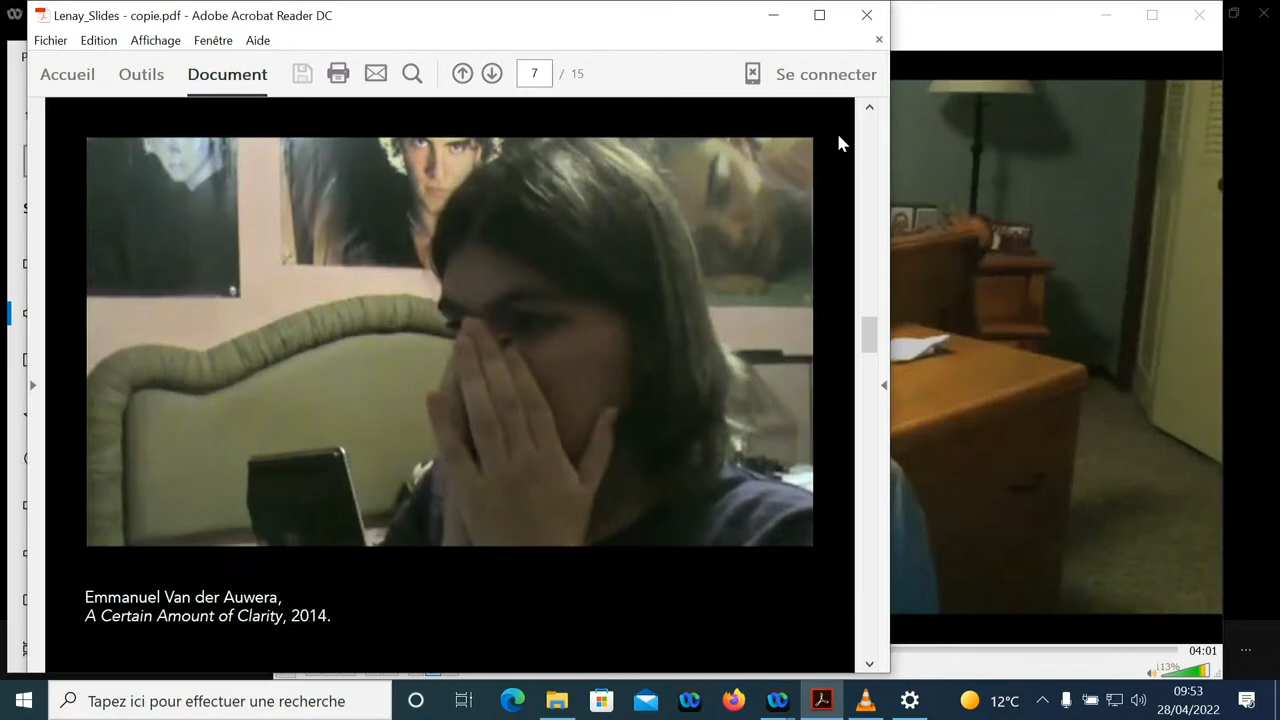 Lenay_Slides - copie.pdf - Adobe Acrobat Reader DC
Fichier Edition Affichage Fenêtre Aide
Accueil Outils Document 7 / 15 Se connecter
Emmanuel Van der Auwera,
A Certain Amount of Clarity, 2014.
04:01
113%
Tapez ici pour effectuer une recherche
12°C
09:53
28/04/2022